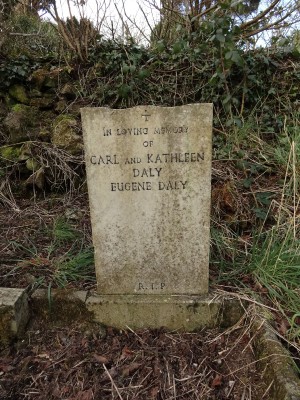 IN LOVING MEMORY
OF
CARL AND KATHLEEN
DALY
EUGENE DALY
R.I.P